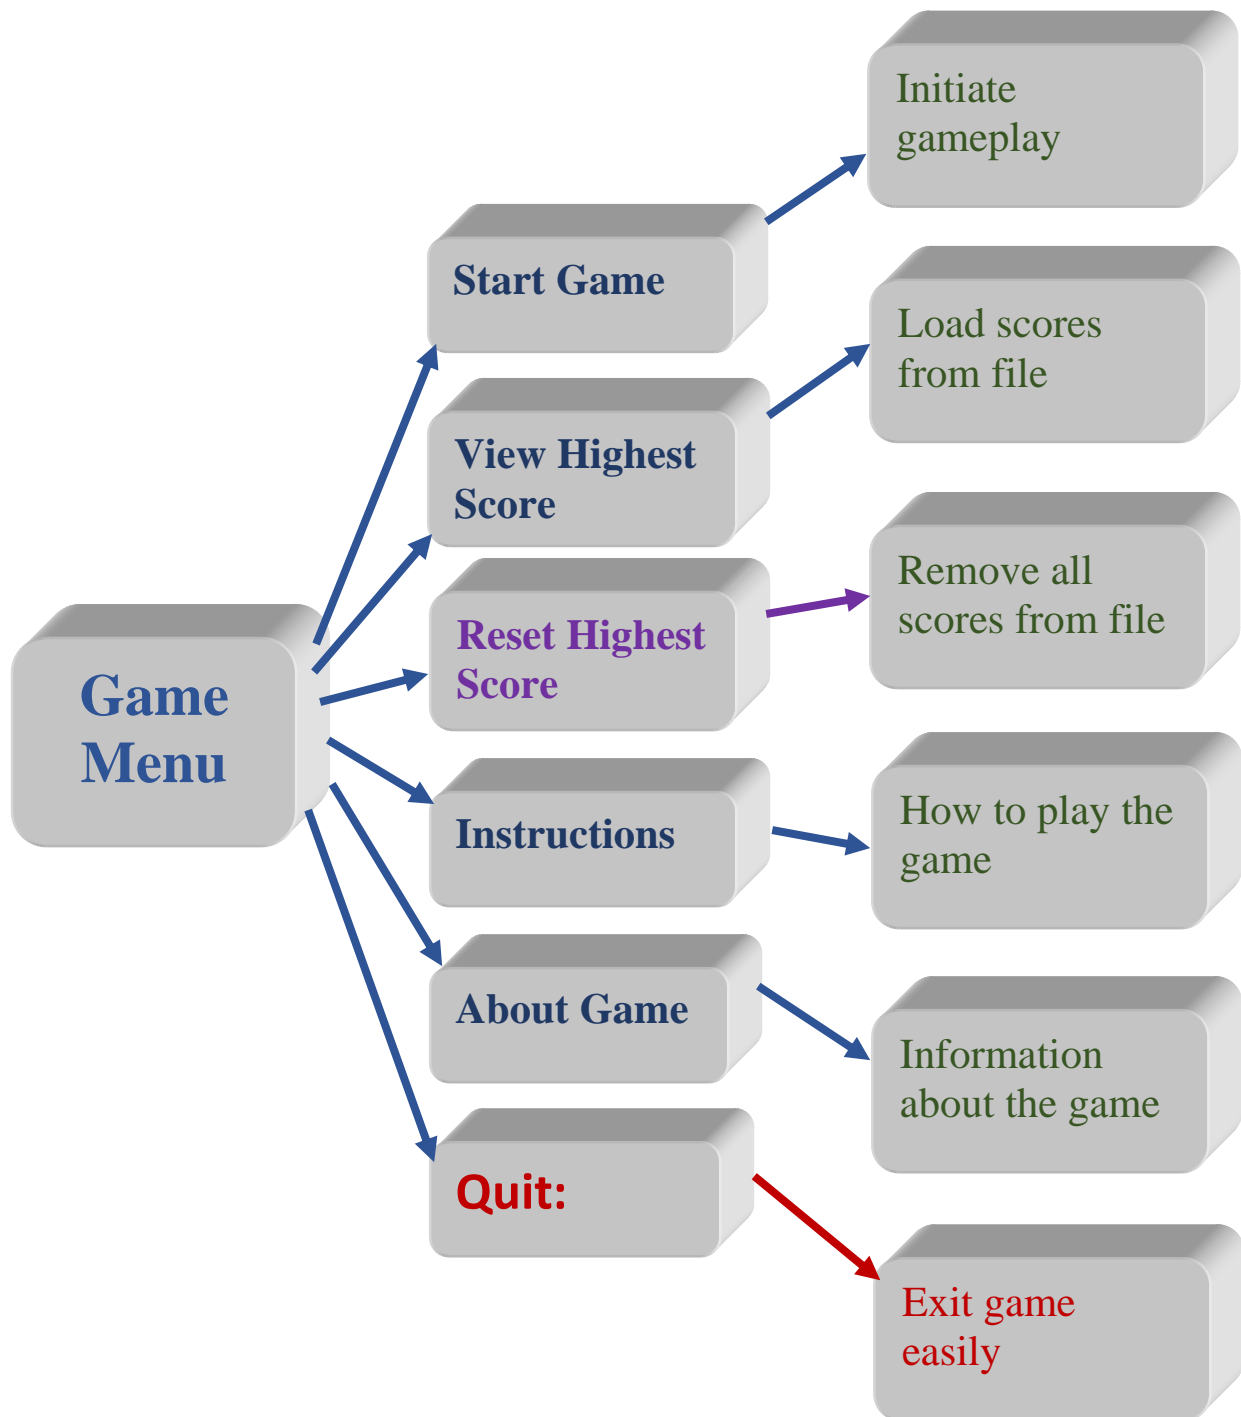 Game
Menu
Start Game
Initiate
gameplay
View Highest
Score
Load scores
from file
Reset Highest
Score
Remove all
scores from file
Instructions
How to play the
game
About Game
Information
about the game
Quit:
Exit game
easily